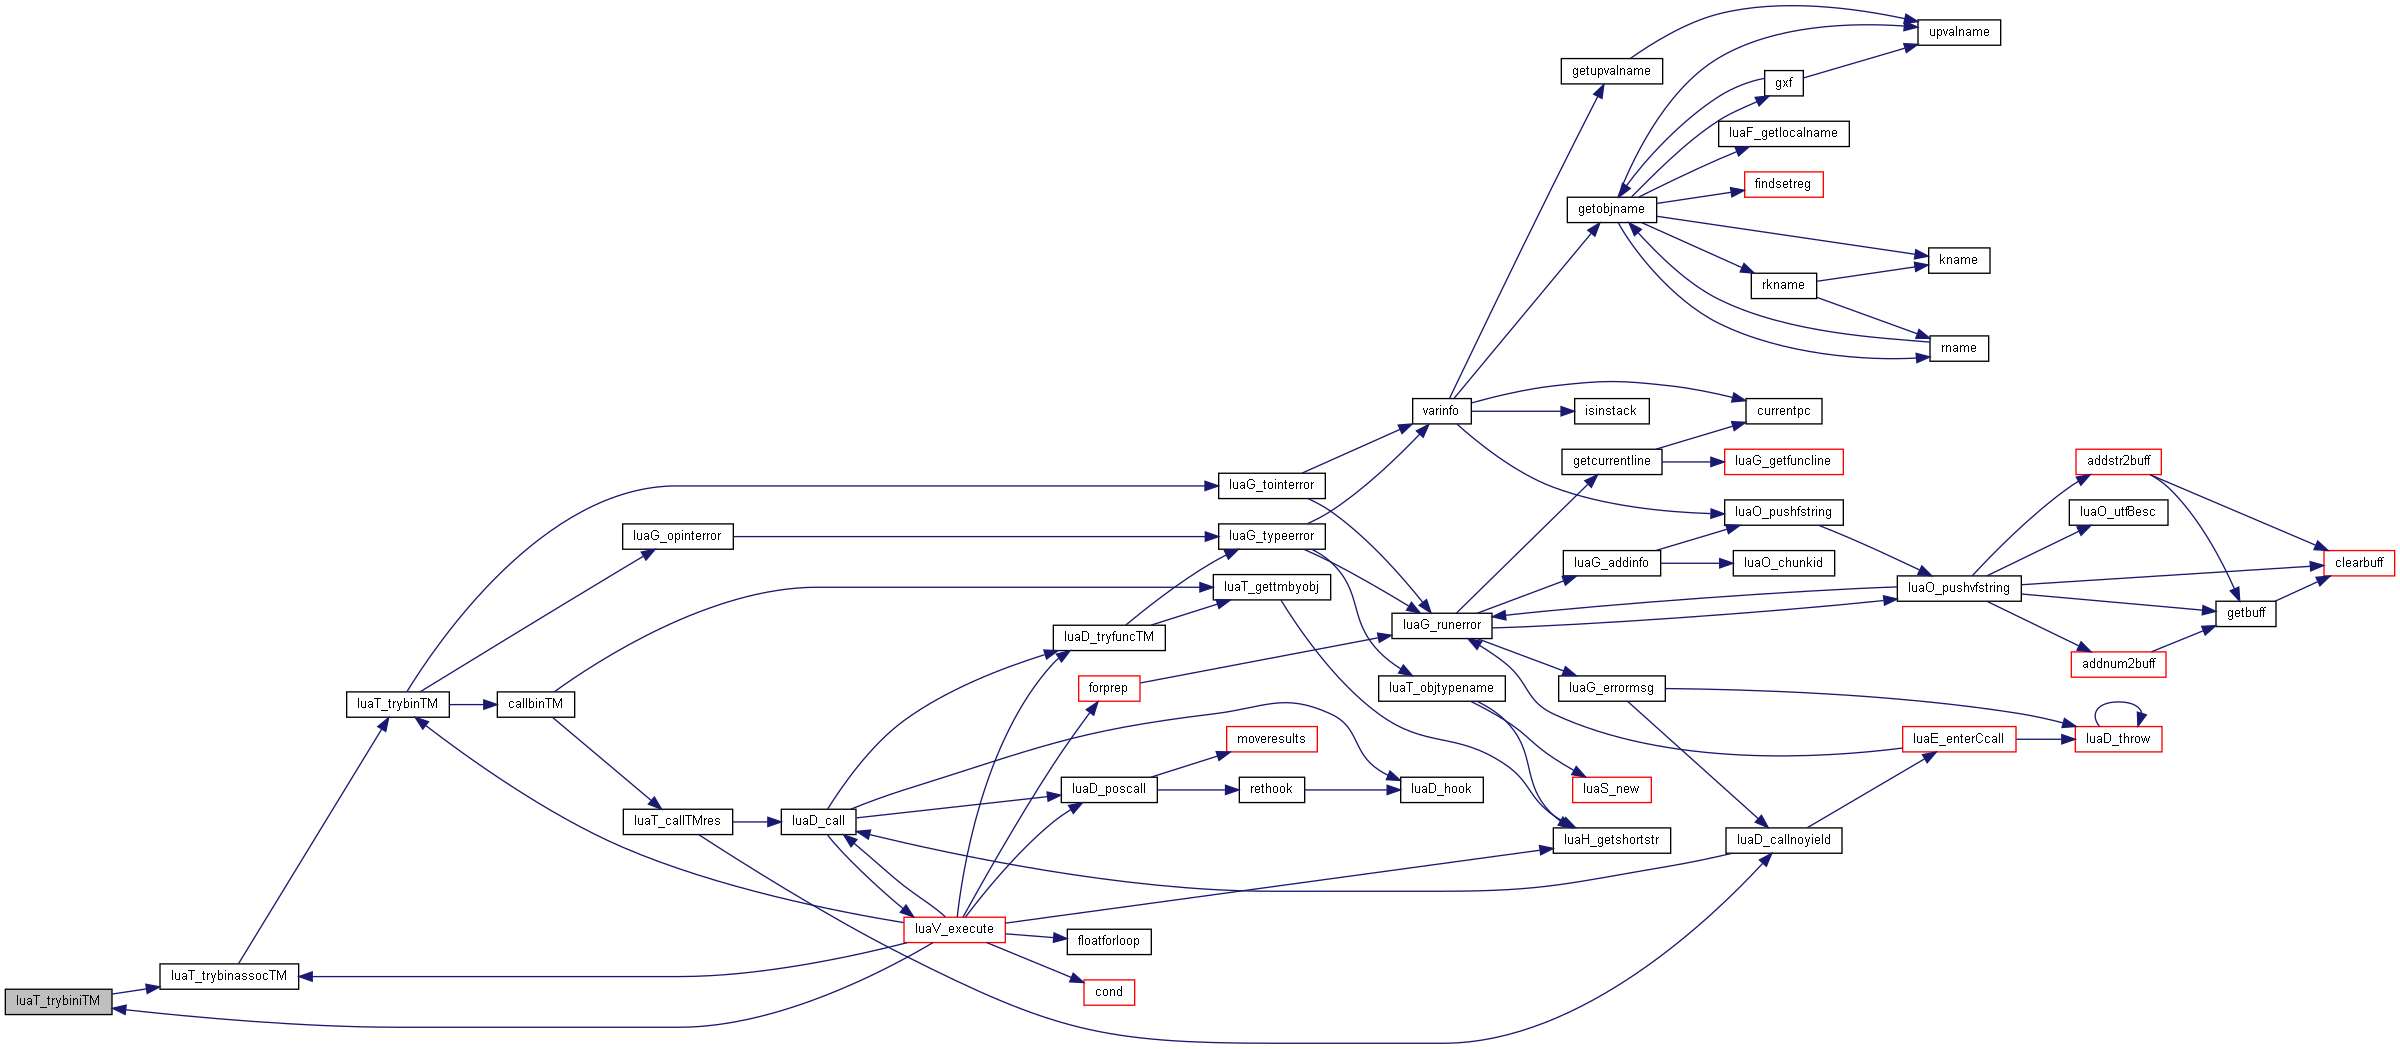 upvalname
getupvalname
gxf
luaF_getlocalname
findsetreg
getobjname
kname
rkname
rname
varinfo
isinstack
currentpc
getcurrentline
luaG_getfuncline
addstr2buff
luaG_tointerror
luaO_pushfstring
luaO_utf8esc
luaG_opinterror
luaG_typeerror
luaG_addinfo
luaO_chunkid
clearbuff
luaT_gettmbyobj
luaO_pushvfstring
getbuff
luaD_tryfuncTM
luaG_runerror
addnum2buff
forprep
luaT_objtypename
luaG_errormsg
luaT_trybinTM
callbinTM
moveresults
luaE_enterCcall
luaD_throw
luaD_poscall
rethook
luaD_hook
luaS_new
luaT_callTMres
luaD_call
luaH_getshortstr
luaD_callnoyield
luaV_execute
floatforloop
luaT_trybinassocTM
cond
luaT_trybiniTM